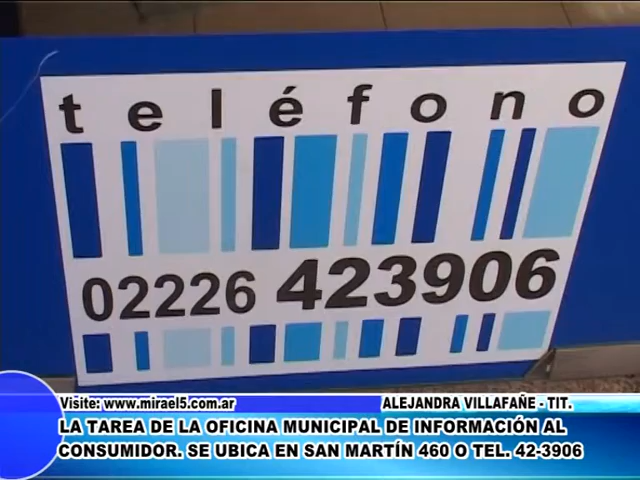 teléfono
02226 423906
Visite: www.mirael5.com.ar
ALEJANDRA VILLAFAÑE - TIT.
LA TAREA DE LA OFICINA MUNICIPAL DE INFORMACIÓN AL
CONSUMIDOR. SE UBICA EN SAN MARTÍN 460 O TEL. 42-3906